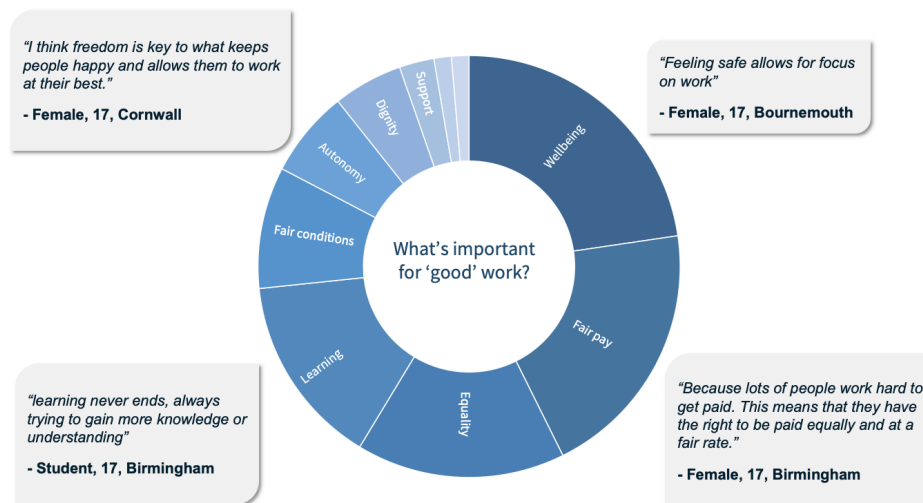 “I think freedom is key to what keeps
people happy and allows them to work
at their best.”
- Female, 17, Cornwall
“Feeling safe allows for focus
on work”
- Female, 17, Bournemouth
Support
Dignity
Autonomy
Fair conditions
Learning
Equality
Fair pay
Wellbeing
What’s important
for ‘good’ work?
“learning never ends, always
trying to gain more knowledge or
understanding”
- Student, 17, Birmingham
“Because lots of people work hard to
get paid. This means that they have
the right to be paid equally and at a
fair rate.”
- Female, 17, Birmingham